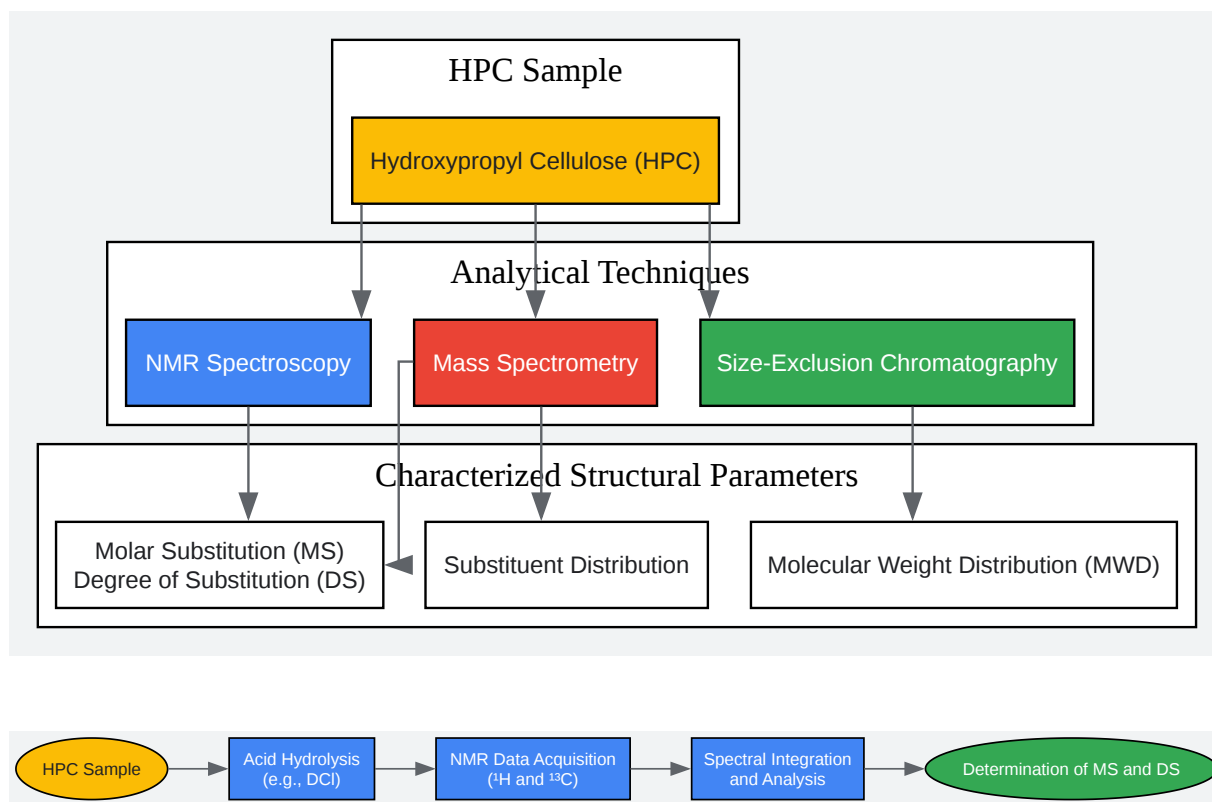 HPC Sample
Hydroxypropyl Cellulose (HPC)
Analytical Techniques
NMR Spectroscopy
Mass Spectrometry
Size-Exclusion Chromatography
Characterized Structural Parameters
Molar Substitution (MS)
Degree of Substitution (DS)
Substituent Distribution
Molecular Weight Distribution (MWD)
HPC Sample
Acid Hydrolysis
(e.g., DCl)
NMR Data Acquisition
(¹H and ¹³C)
Spectral Integration
and Analysis
Determination of MS and DS